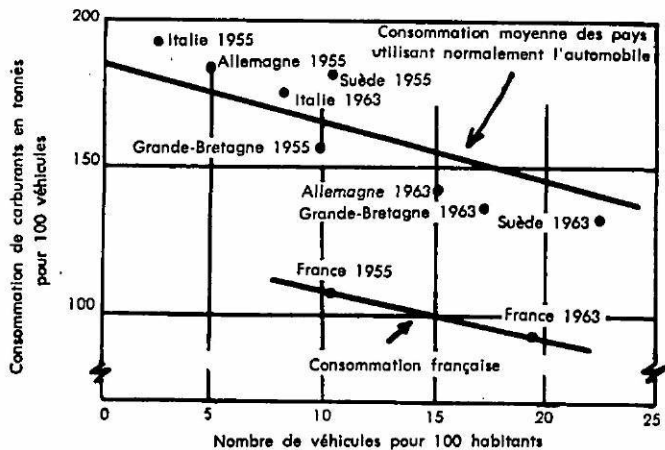 Consommation de carburants en tonnes
pour 100 véhicules
200
150
100
Consommation moyenne des pays
utilisant normalement l'automobile
Italie 1955
Allemagne 1955
Suède 1955
Italie 1963
Grande-Bretagne 1955
Allemagne 1963
Grande-Bretagne 1963
Suède 1963
France 1955
France 1963
Consommation française
0
5
10
15
20
25
Nombre de véhicules pour 100 habitants